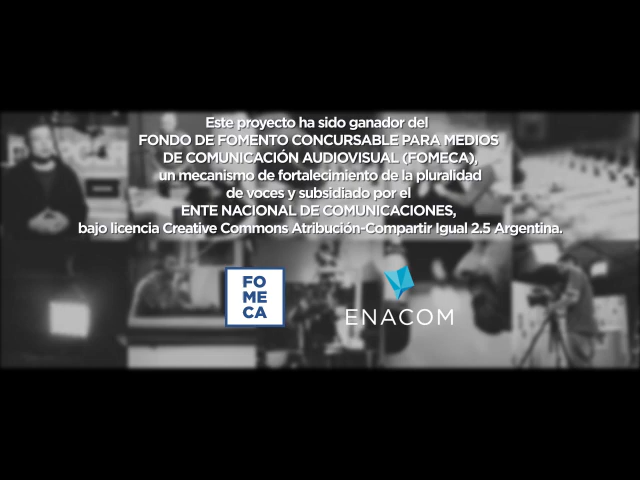 Este proyecto ha sido ganador del
FONDO DE FOMENTO CONCURSABLE PARA MEDIOS
DE COMUNICACIÓN AUDIOVISUAL (FOMECA),
un mecanismo de fortalecimiento de la pluralidad
de voces y subsidiado por el
ENTE NACIONAL DE COMUNICACIONES,
bajo licencia Creative Commons Atribución-Compartir Igual 2.5 Argentina.
FO
ME
CA
ENACOM